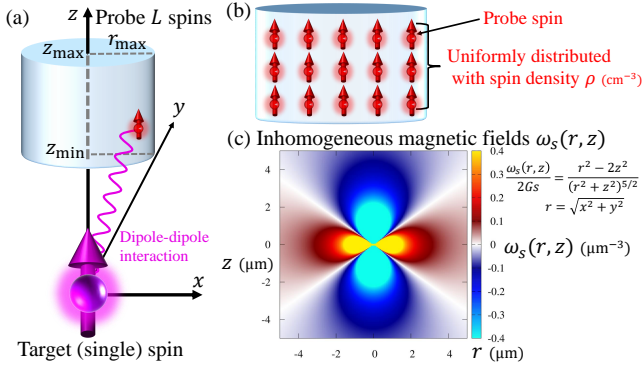 (a)
z
Probe L spins
z_max
r_max
y
z_min
Dipole-dipole
interaction
x
Target (single) spin
(b)
Probe spin
Uniformly distributed
with spin density ρ (cm⁻³)
(c) Inhomogeneous magnetic fields ω_s(r, z)
4
2
0
-2
-4
z (μm)
-4 -2 0 2 4
r (μm)
0.4
0.3
0.2
0.1
0
-0.1
-0.2
-0.3
-0.4
ω_s(r, z)/2Gs = (r² − 2z²)/(r² + z²)^{5/2}
r = √(x² + y²)
ω_s(r, z) (μm⁻³)